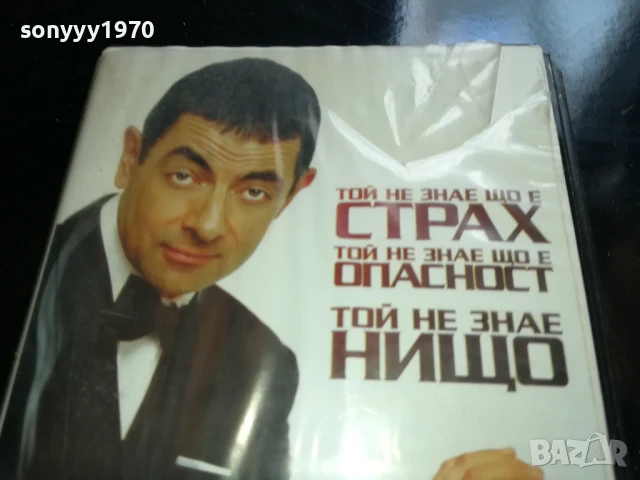 sonyyy1970
ТОЙ НЕ ЗНАЕ ЩО Е
СТРАХ
ТОЙ НЕ ЗНАЕ ЩО Е
ОПАСНОСТ
ТОЙ НЕ ЗНАЕ
НИЩО
BAZAR